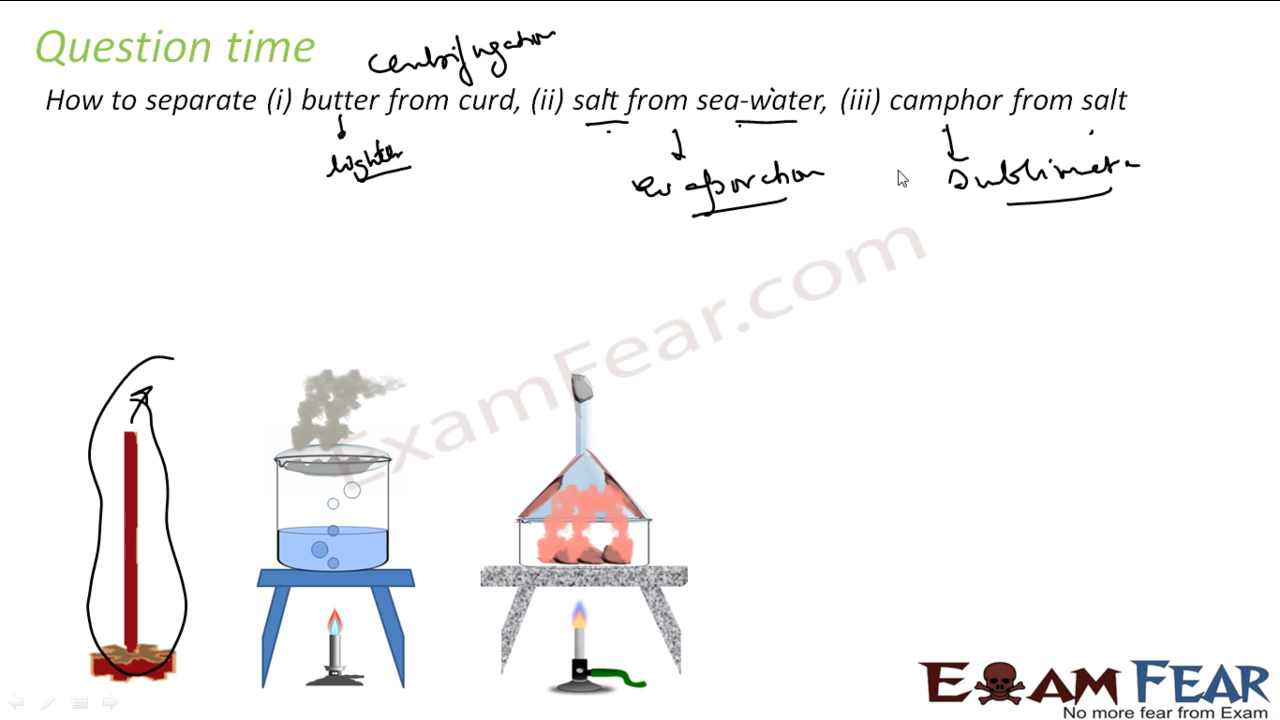 Question time
Centrifugation
How to separate (i) butter from curd, (ii) salt from sea-water, (iii) camphor from salt
lighter
Evaporation
Sublimat
ExamFear.com
EXAM FEAR
No more fear from Exam